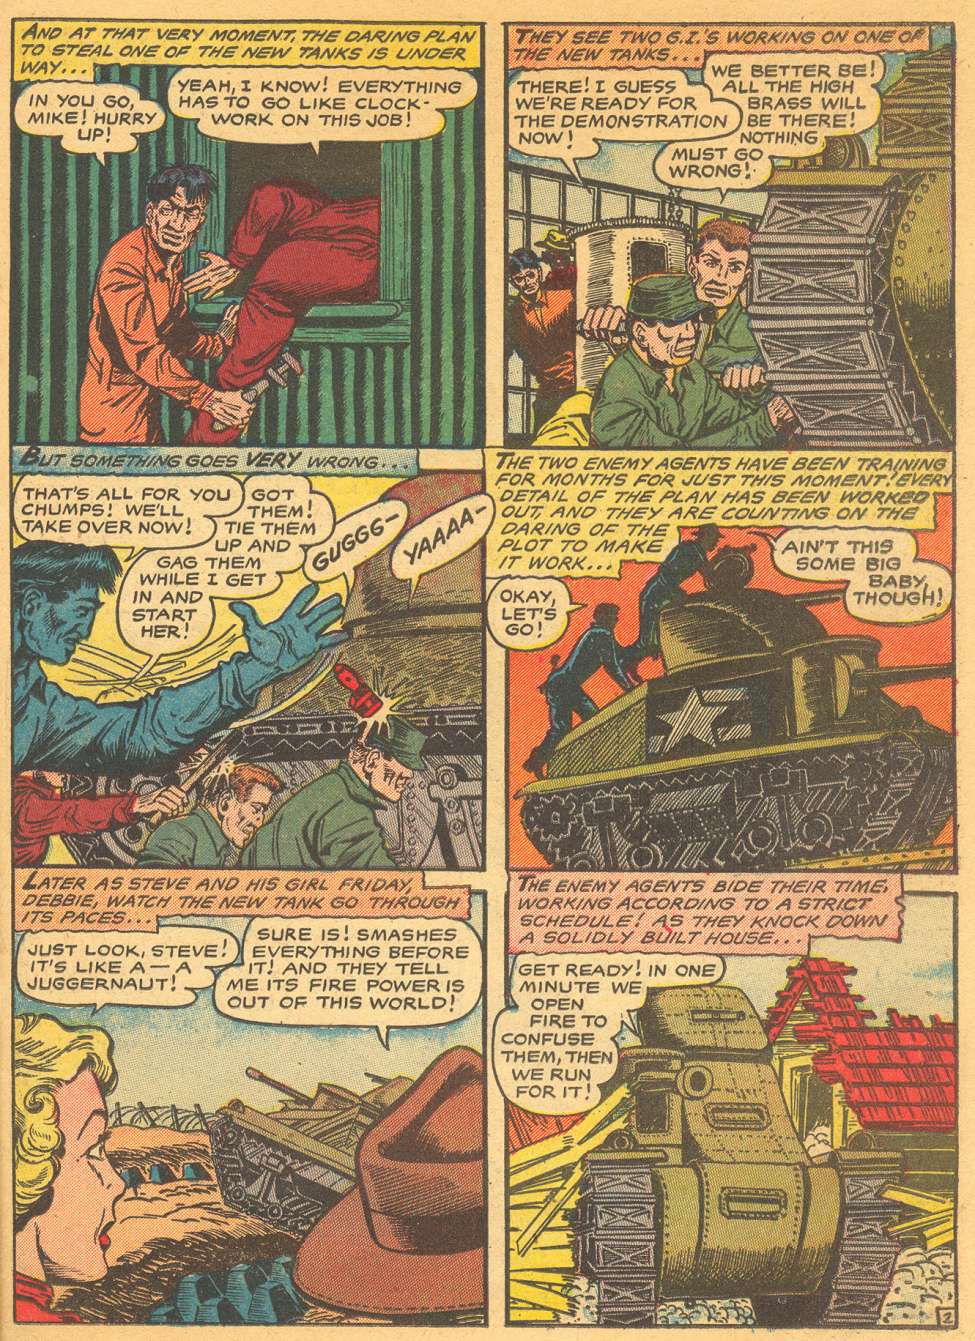 AND AT THAT VERY MOMENT, THE DARING PLAN
TO STEAL ONE OF THE NEW TANKS IS UNDER
WAY...
IN YOU GO,
MIKE! HURRY
UP!
YEAH, I KNOW! EVERYTHING
HAS TO GO LIKE CLOCK-
WORK ON THIS JOB!
THEY SEE TWO G.I.'S WORKING ON ONE OF
THE NEW TANKS...
THERE! I GUESS
WE'RE READY FOR
THE DEMONSTRATION
NOW!
WE BETTER BE!
ALL THE HIGH
BRASS WILL
BE THERE!
NOTHING
MUST GO
WRONG!
BUT SOMETHING GOES VERY WRONG...
THAT'S ALL FOR YOU
CHUMPS! WE'LL
TAKE OVER NOW!
GOT
THEM!
TIE THEM
UP AND
GAG THEM
WHILE I GET
IN AND
START
HER!
GUGGG-
YAAAA-
THE TWO ENEMY AGENTS HAVE BEEN TRAINING
FOR MONTHS FOR JUST THIS MOMENT! EVERY
DETAIL OF THE PLAN HAS BEEN WORKED
OUT, AND THEY ARE COUNTING ON THE
DARING OF THE
PLOT TO MAKE
IT WORK...
OKAY,
LET'S
GO!
AIN'T THIS
SOME BIG
BABY,
THOUGH!
LATER AS STEVE AND HIS GIRL FRIDAY,
DEBBIE, WATCH THE NEW TANK GO THROUGH
ITS PACES...
JUST LOOK, STEVE!
IT'S LIKE A—A
JUGGERNAUT!
SURE IS! SMASHES
EVERYTHING BEFORE
IT! AND THEY TELL
ME ITS FIRE POWER IS
OUT OF THIS WORLD!
THE ENEMY AGENTS BIDE THEIR TIME,
WORKING ACCORDING TO A STRICT
SCHEDULE! AS THEY KNOCK DOWN
A SOLIDLY BUILT HOUSE...
GET READY! IN ONE
MINUTE WE
OPEN
FIRE TO
CONFUSE
THEM, THEN
WE RUN
FOR IT!
2